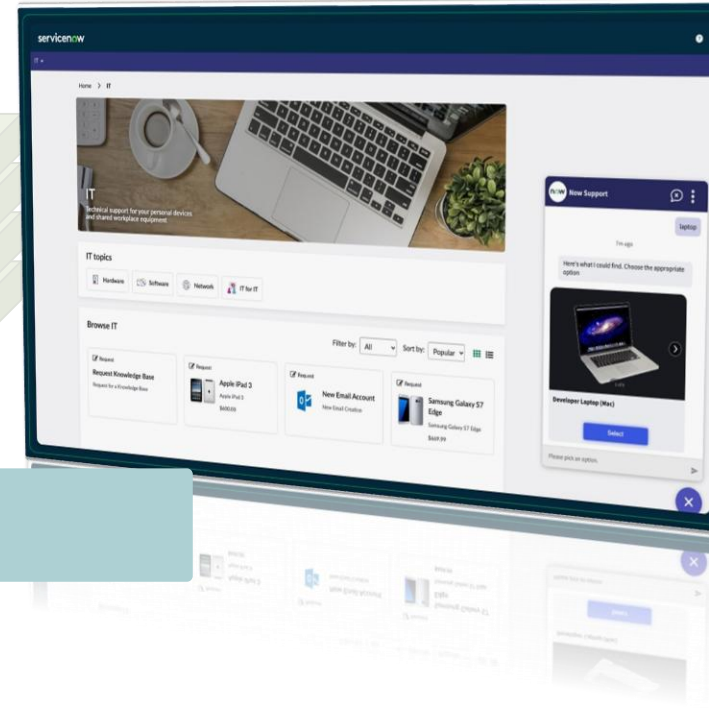 servicenow
IT
Home > IT
IT
Technical support for your personal devices
and shared workplace equipment
IT topics
Hardware
Software
Network
IT for IT
Browse IT
Filter by:
All
Sort by:
Popular
Request
Request Knowledge Base
Request for a Knowledge Base
Request
Apple iPad 3
Apple iPad 3
$600.00
Request
New Email Account
New Email Creation
Request
Samsung Galaxy S7
Edge
Samsung Galaxy S7 Edge
$669.99
now
Now Support
laptop
Here's what I could find. Choose the appropriate
option
Developer Laptop (Mac)
Select
Please pick an option.